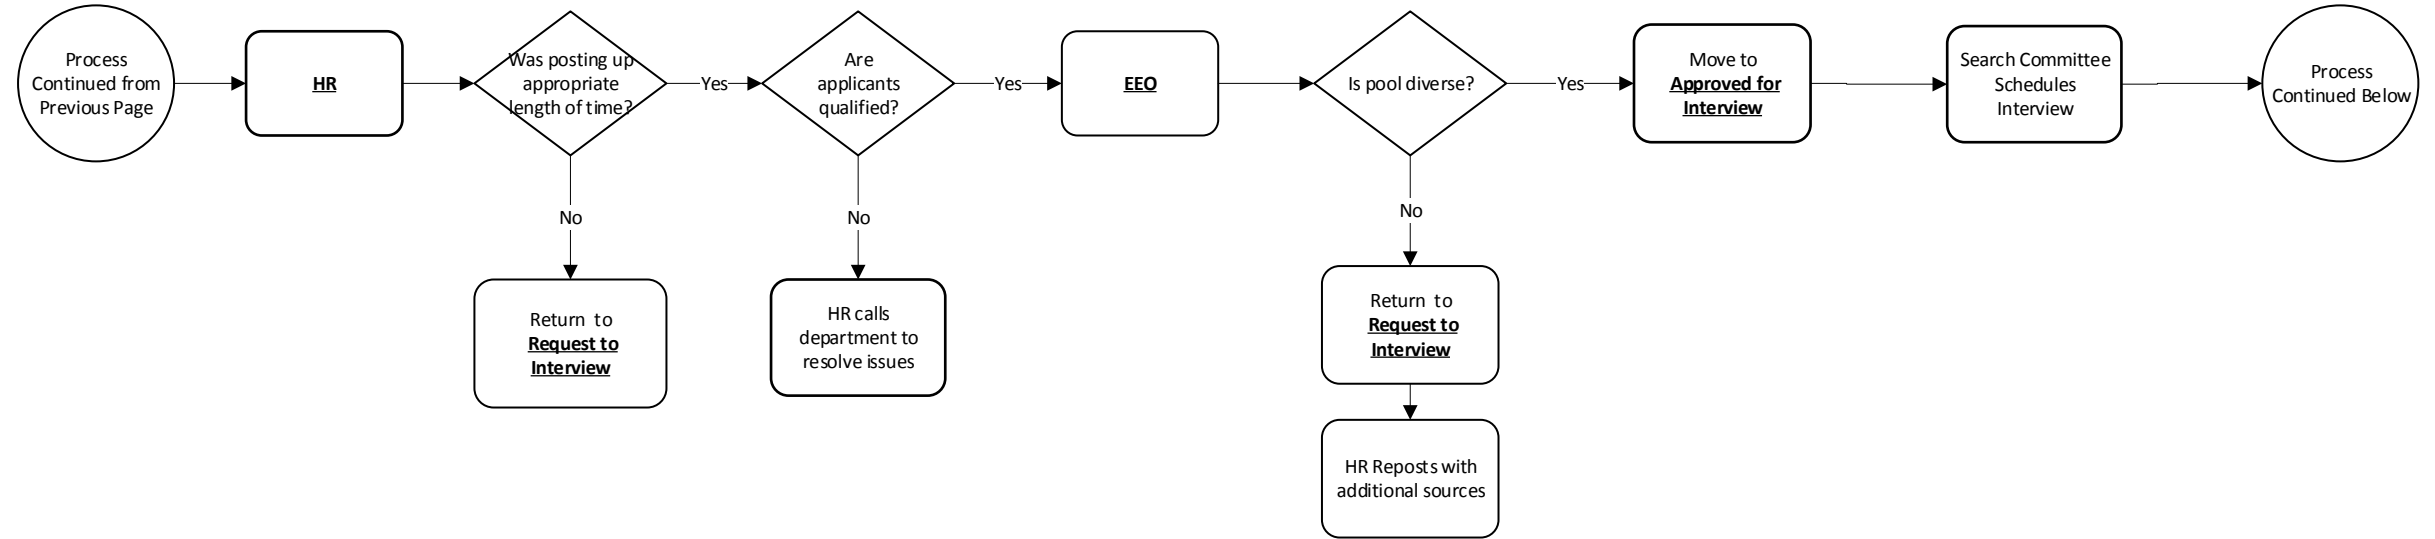 Process
Continued from
Previous Page
HR
Was posting up
appropriate
length of time?
Yes
Are
applicants
qualified?
Yes
EEO
Is pool diverse?
Yes
Move to
Approved for
Interview
Search Committee
Schedules
Interview
Process
Continued Below
No
No
No
Return to
Request to
Interview
HR calls
department to
resolve issues
Return to
Request to
Interview
HR Reposts with
additional sources